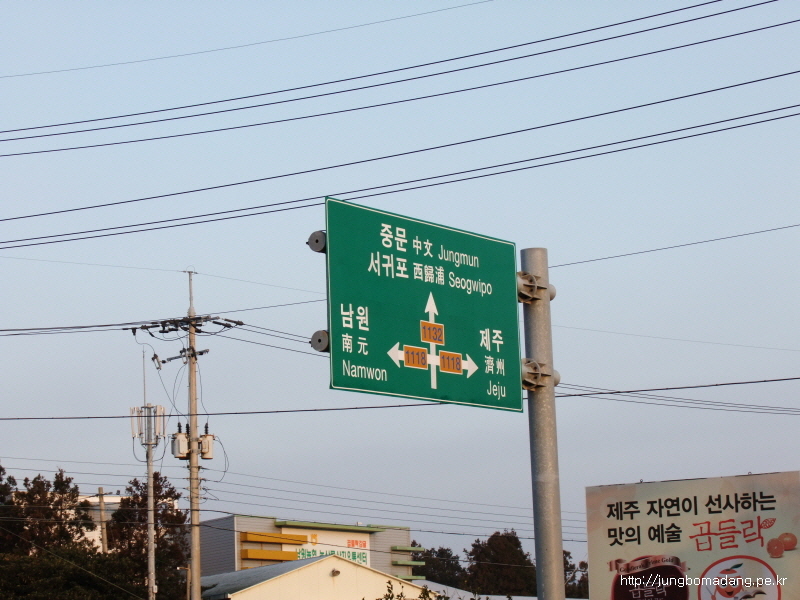 중문 中文 Jungmun
서귀포 西歸浦 Seogwipo
남원
南元
Namwon
1132
1118
1118
제주
濟州
Jeju
제주 자연이 선사하는
맛의 예술 곱들락
http://jungbomadang.pe.kr